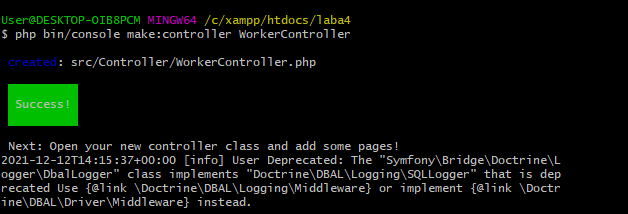 User@DESKTOP-OIB8PCM MINGW64 /c/xampp/htdocs/laba4
$ php bin/console make:controller WorkerController
created: src/Controller/WorkerController.php
Success!
Next: Open your new controller class and add some pages!
2021-12-12T14:15:37+00:00 [info] User Deprecated: The "Symfony\Bridge\Doctrine\L
ogger\DbalLogger" class implements "Doctrine\DBAL\Logging\SQLLogger" that is dep
recated Use {@link \Doctrine\DBAL\Logging\Middleware} or implement {@link \Doctr
ine\DBAL\Driver\Middleware} instead.